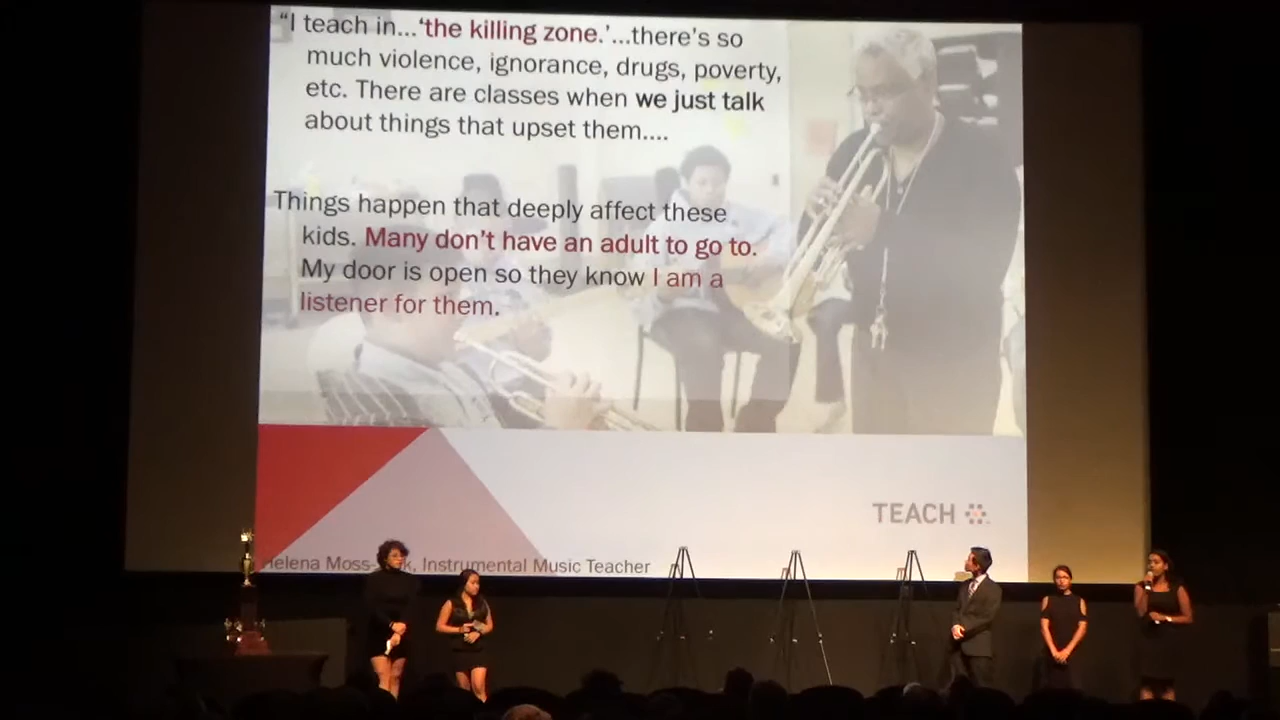 “I teach in...‘the killing zone.’...there's so
much violence, ignorance, drugs, poverty,
etc. There are classes when we just talk
about things that upset them....
Things happen that deeply affect these
kids. Many don't have an adult to go to.
My door is open so they know I am a
listener for them.
TEACH
Instrumental Music Teacher